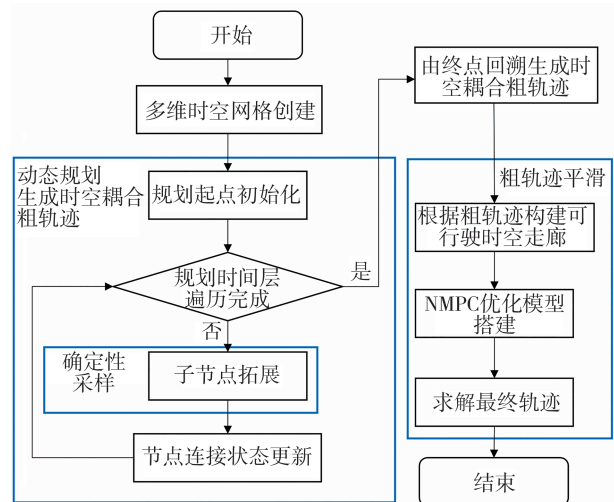 开始
多维时空网格创建
动态规划
生成时空耦合
粗轨迹
规划起点初始化
规划时间层
遍历完成
是
否
确定性
采样
子节点拓展
节点连接状态更新
由终点回溯生成时
空耦合粗轨迹
粗轨迹平滑
根据粗轨迹构建可
行驶时空走廊
NMPC优化模型
搭建
求解最终轨迹
结束